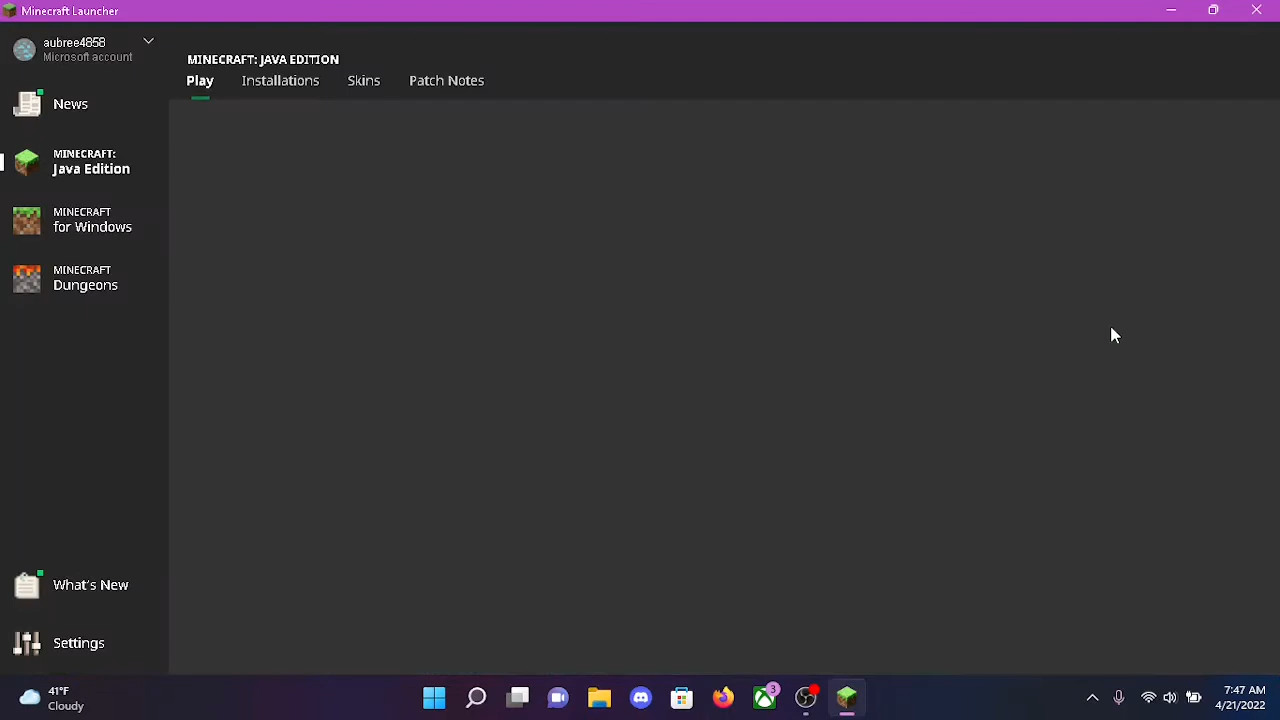 Minecraft Launcher
aubree4858
Microsoft account
MINECRAFT: JAVA EDITION
Play Installations Skins Patch Notes
News
MINECRAFT:
Java Edition
MINECRAFT
for Windows
MINECRAFT
Dungeons
What's New
Settings
41°F
Cloudy
3
7:47 AM
4/21/2022